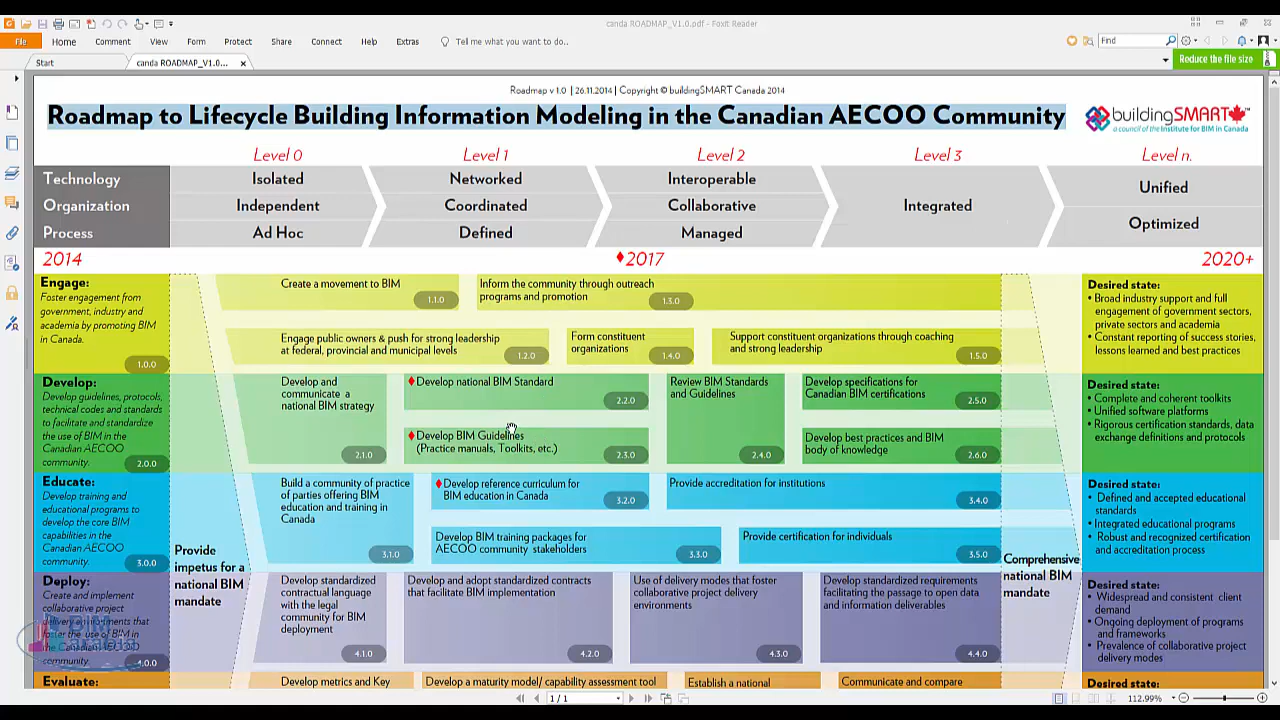 canda ROADMAP_V1.0.pdf - Foxit Reader
File Home Comment View Form Protect Share Connect Help Extras Tell me what you want to do.. Find
Start canda ROADMAP_V1.0.... Reduce the file size
Roadmap v 1.0 | 26.11.2014 | Copyright © buildingSMART Canada 2014
Roadmap to Lifecycle Building Information Modeling in the Canadian AECOO Community
buildingSMART
a council of the Institute for BIM in Canada
Level 0 Level 1 Level 2 Level 3 Level n.
Technology Isolated Networked Interoperable Unified
Organization Independent Coordinated Collaborative Integrated
Process Ad Hoc Defined Managed Optimized
2014 2017 2020+
Engage:
Foster engagement from
government, industry and
academia by promoting BIM
in Canada.
1.0.0
Create a movement to BIM
1.1.0
Inform the community through outreach
programs and promotion
1.3.0
Engage public owners & push for strong leadership
at federal, provincial and municipal levels
1.2.0
Form constituent
organizations
1.4.0
Support constituent organizations through coaching
and strong leadership
1.5.0
Desired state:
• Broad industry support and full
engagement of government sectors,
private sectors and academia
• Constant reporting of success stories,
lessons learned and best practices
Develop:
Develop guidelines, protocols,
technical codes and standards
to facilitate and standardize
the use of BIM in the
Canadian AECOO
community.
2.0.0
Develop and
communicate a
national BIM strategy
2.1.0
Develop national BIM Standard
2.2.0
Develop BIM Guidelines
(Practice manuals, Toolkits, etc.)
2.3.0
Review BIM Standards
and Guidelines
2.4.0
Develop specifications for
Canadian BIM certifications
2.5.0
Develop best practices and BIM
body of knowledge
2.6.0
Desired state:
• Complete and coherent toolkits
• Unified software platforms
• Rigorous certification standards, data
exchange definitions and protocols
Educate:
Develop training and
educational programs to
develop the core BIM
capabilities in the
Canadian AECOO
community.
3.0.0
Build a community of practice
of parties offering BIM
education and training in
Canada
3.1.0
Develop reference curriculum for
BIM education in Canada
3.2.0
Provide accreditation for institutions
3.4.0
Develop BIM training packages for
AECOO community stakeholders
3.3.0
Provide certification for individuals
3.5.0
Desired state:
• Defined and accepted educational
standards
• Integrated educational programs
• Robust and recognized certification
and accreditation process
Provide
impetus for a
national BIM
mandate
Comprehensive
national BIM
mandate
Deploy:
Create and implement
collaborative project
delivery environments that
foster the use of BIM in
the Canadian AECOO
community.
4.0.0
Develop standardized
contractual language
with the legal
community for BIM
deployment
4.1.0
Develop and adopt standardized contracts
that facilitate BIM implementation
4.2.0
Use of delivery modes that foster
collaborative project delivery
environments
4.3.0
Develop standardized requirements
facilitating the passage to open data
and information deliverables
4.4.0
Desired state:
• Widespread and consistent client
demand
• Ongoing deployment of programs
and frameworks
• Prevalence of collaborative project
delivery modes
BIM
arabia
Evaluate: Develop metrics and Key Develop a maturity model/ capability assessment tool Establish a national Communicate and compare Desired state:
1 / 1 112.99%